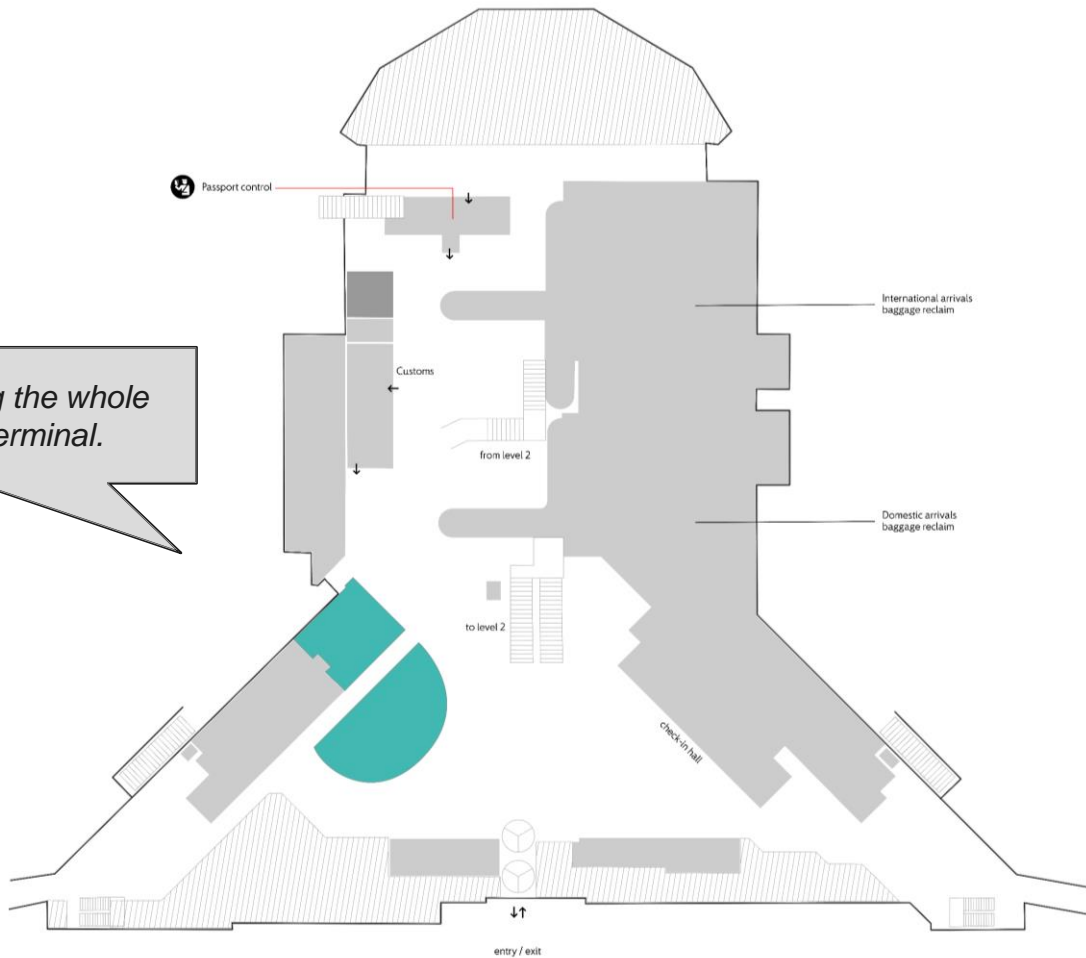 Passport control
International arrivals
baggage reclaim
Customs
the whole
erminal.
from level 2
Domestic arrivals
baggage reclaim
to level 2
check-in hall
entry / exit